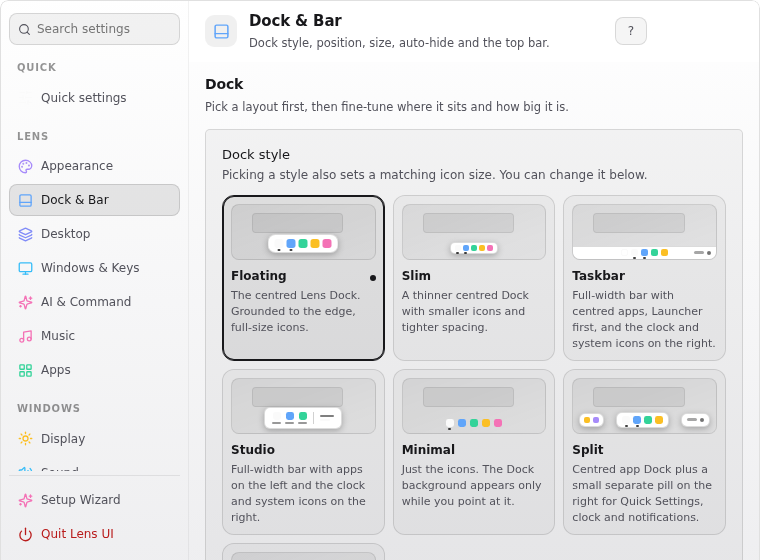 Search settings
QUICK
Quick settings
LENS
Appearance
Dock & Bar
Desktop
Windows & Keys
AI & Command
Music
Apps
WINDOWS
Display
Sound
Setup Wizard
Quit Lens UI
Dock & Bar
Dock style, position, size, auto-hide and the top bar.
?
Dock
Pick a layout first, then fine-tune where it sits and how big it is.
Dock style
Picking a style also sets a matching icon size. You can change it below.
Floating
The centred Lens Dock.
Grounded to the edge,
full-size icons.
Slim
A thinner centred Dock
with smaller icons and
tighter spacing.
Taskbar
Full-width bar with
centred apps, Launcher
first, and the clock and
system icons on the right.
Studio
Full-width bar with apps
on the left and the clock
and system icons on the
right.
Minimal
Just the icons. The Dock
background appears only
while you point at it.
Split
Centred app Dock plus a
small separate pill on the
right for Quick Settings,
clock and notifications.